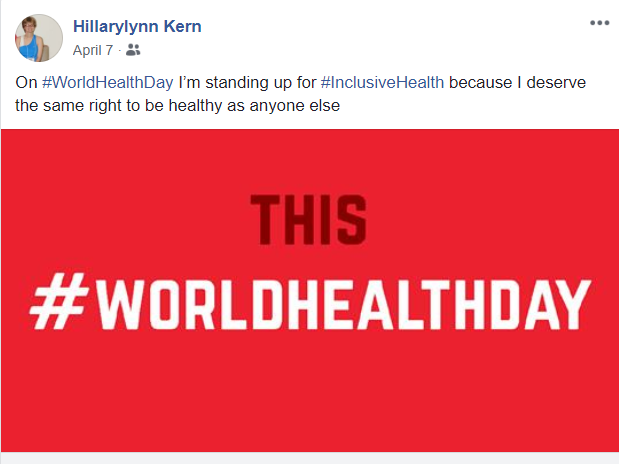 Hillarylynn Kern
April 7 ·
On #WorldHealthDay I'm standing up for #InclusiveHealth because I deserve
the same right to be healthy as anyone else
THIS
#WORLDHEALTHDAY